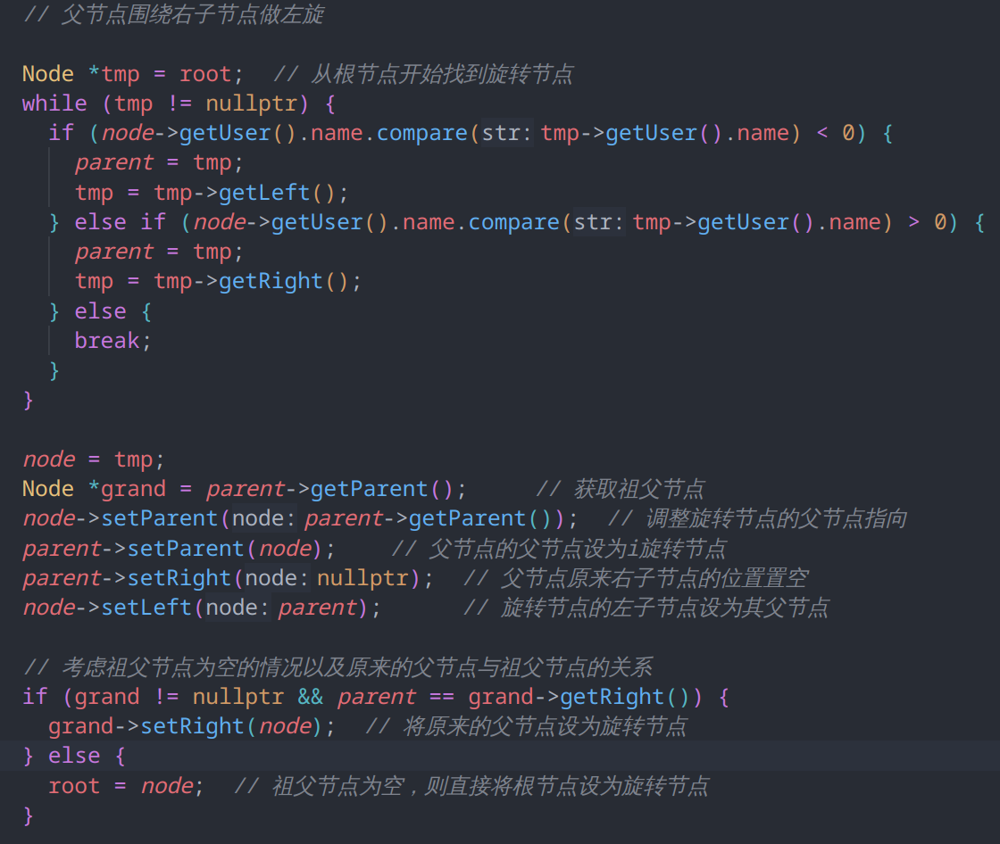 // 父节点围绕右子节点做左旋
Node *tmp = root;  // 从根节点开始找到旋转节点
while (tmp != nullptr) {
  if (node->getUser().name.compare(str: tmp->getUser().name) < 0) {
    parent = tmp;
    tmp = tmp->getLeft();
  } else if (node->getUser().name.compare(str: tmp->getUser().name) > 0) {
    parent = tmp;
    tmp = tmp->getRight();
  } else {
    break;
  }
}
node = tmp;
Node *grand = parent->getParent();     // 获取祖父节点
node->setParent(node: parent->getParent());  // 调整旋转节点的父节点指向
parent->setParent(node);    // 父节点的父节点设为i旋转节点
parent->setRight(node: nullptr);  // 父节点原来右子节点的位置置空
node->setLeft(node: parent);      // 旋转节点的左子节点设为其父节点
// 考虑祖父节点为空的情况以及原来的父节点与祖父节点的关系
if (grand != nullptr && parent == grand->getRight()) {
  grand->setRight(node);  // 将原来的父节点设为旋转节点
} else {
  root = node;  // 祖父节点为空，则直接将根节点设为旋转节点
}